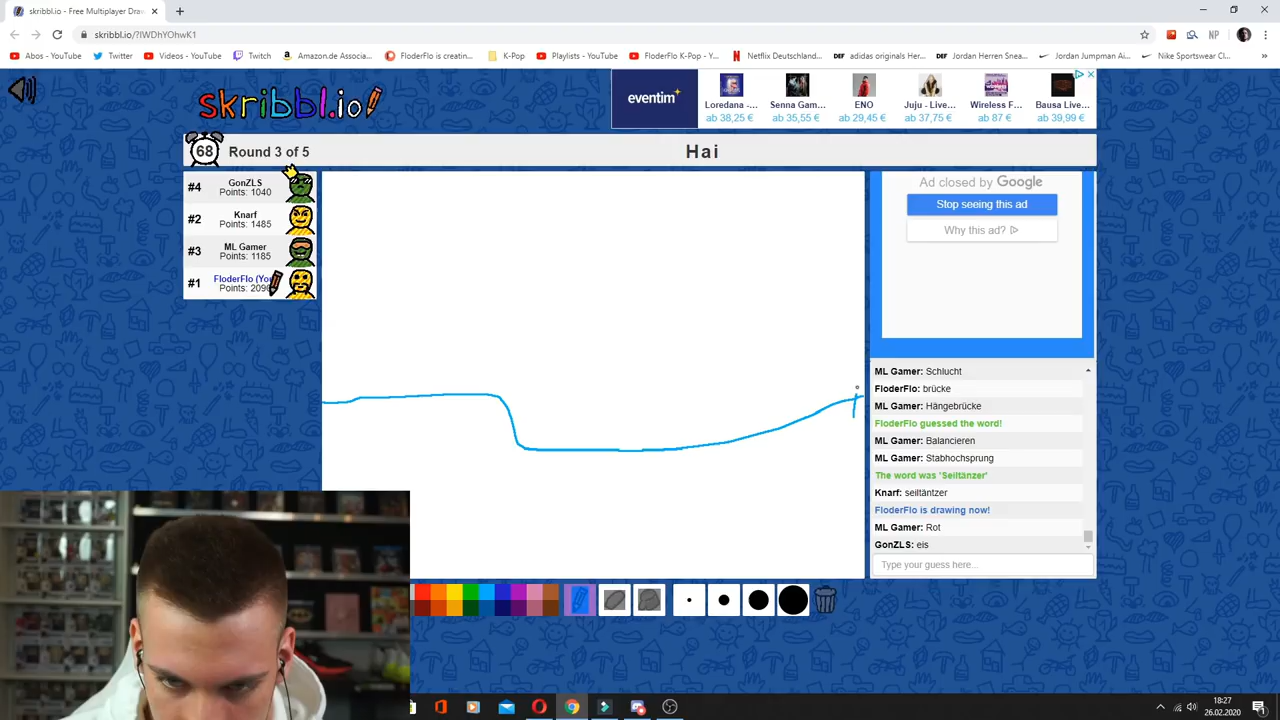 skribbl.io - Free Multiplayer Draw
skribbl.io/?IWDhYOhwK1
NP
Abos - YouTube
Twitter
Videos - YouTube
Twitch
Amazon.de Associa...
FloderFlo is creatin...
K-Pop
Playlists - YouTube
FloderFlo K-Pop - Y...
Netflix Deutschland...
DEF adidas originals Her...
DEF Jordan Herren Snea...
Jordan Jumpman Ai...
Nike Sportswear Cl...
skribbl.io
eventim
Loredana -...
ab 38,25 €
Senna Gam...
ab 35,55 €
ENO
ab 29,45 €
Juju - Live...
ab 37,75 €
Wireless F...
ab 87 €
Bausa Live...
ab 39,99 €
68 Round 3 of 5
Hai
#4 GonZLS
Points: 1040
#2 Knarf
Points: 1485
#3 ML Gamer
Points: 1185
#1 FloderFlo (You
Points: 2090
Ad closed by Google
Stop seeing this ad
Why this ad?
ML Gamer: Schlucht
FloderFlo: brücke
ML Gamer: Hängebrücke
FloderFlo guessed the word!
ML Gamer: Balancieren
ML Gamer: Stabhochsprung
The word was 'Seiltänzer'
Knarf: seiltäntzer
FloderFlo is drawing now!
ML Gamer: Rot
GonZLS: eis
Type your guess here...
18:27
26.02.2020